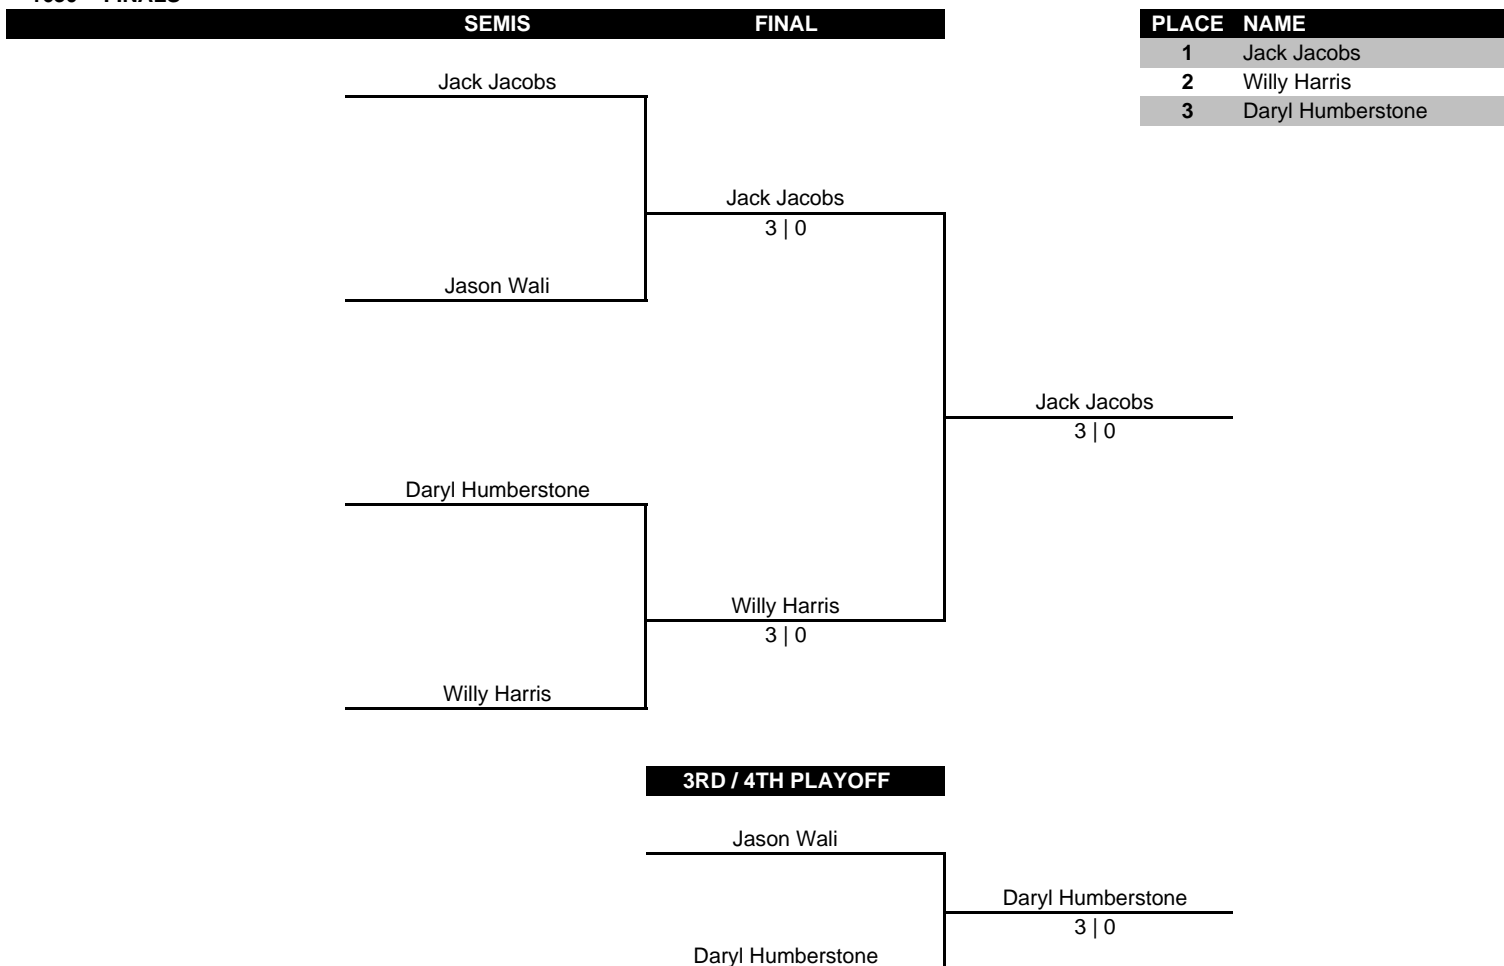 SEMIS FINAL PLACE NAME
1 Jack Jacobs
Jack Jacobs 2 Willy Harris
3 Daryl Humberstone
Jack Jacobs
3 | 0
Jason Wali
Jack Jacobs
3 | 0
Daryl Humberstone
Willy Harris
3 | 0
Willy Harris
3RD / 4TH PLAYOFF
Jason Wali
Daryl Humberstone
3 | 0
Daryl Humberstone